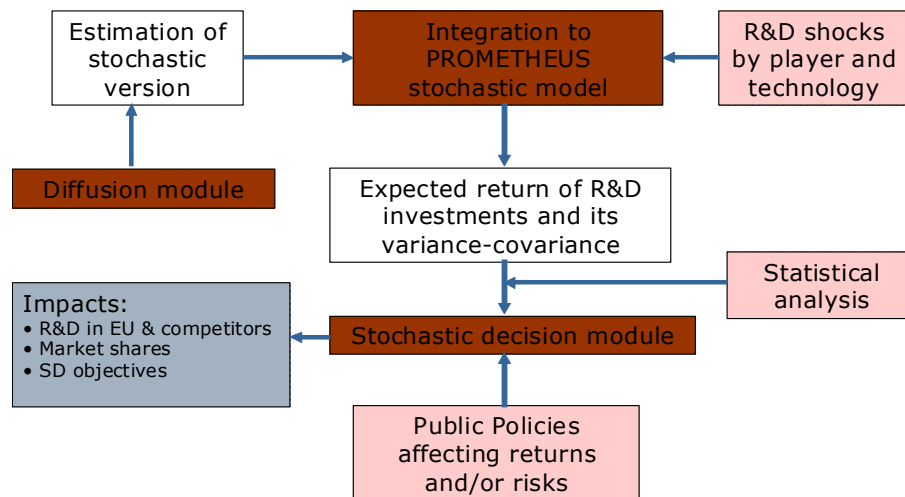 Estimation of
stochastic
version
Integration to
PROMETHEUS
stochastic model
R&D shocks
by player and
technology
Diffusion module
Expected return of R&D
investments and its
variance-covariance
Statistical
analysis
Impacts:
• R&D in EU & competitors
• Market shares
• SD objectives
Stochastic decision module
Public Policies
affecting returns
and/or risks